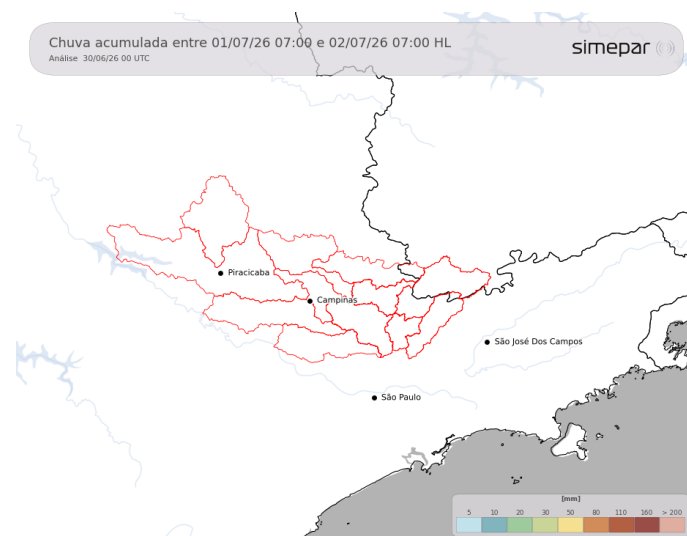 Chuva acumulada entre 01/07/26 07:00 e 02/07/26 07:00 HL
Análise 30/06/26 00 UTC
simepar
Piracicaba
Campinas
São José Dos Campos
São Paulo
[mm]
5 10 20 30 50 80 110 160 > 200